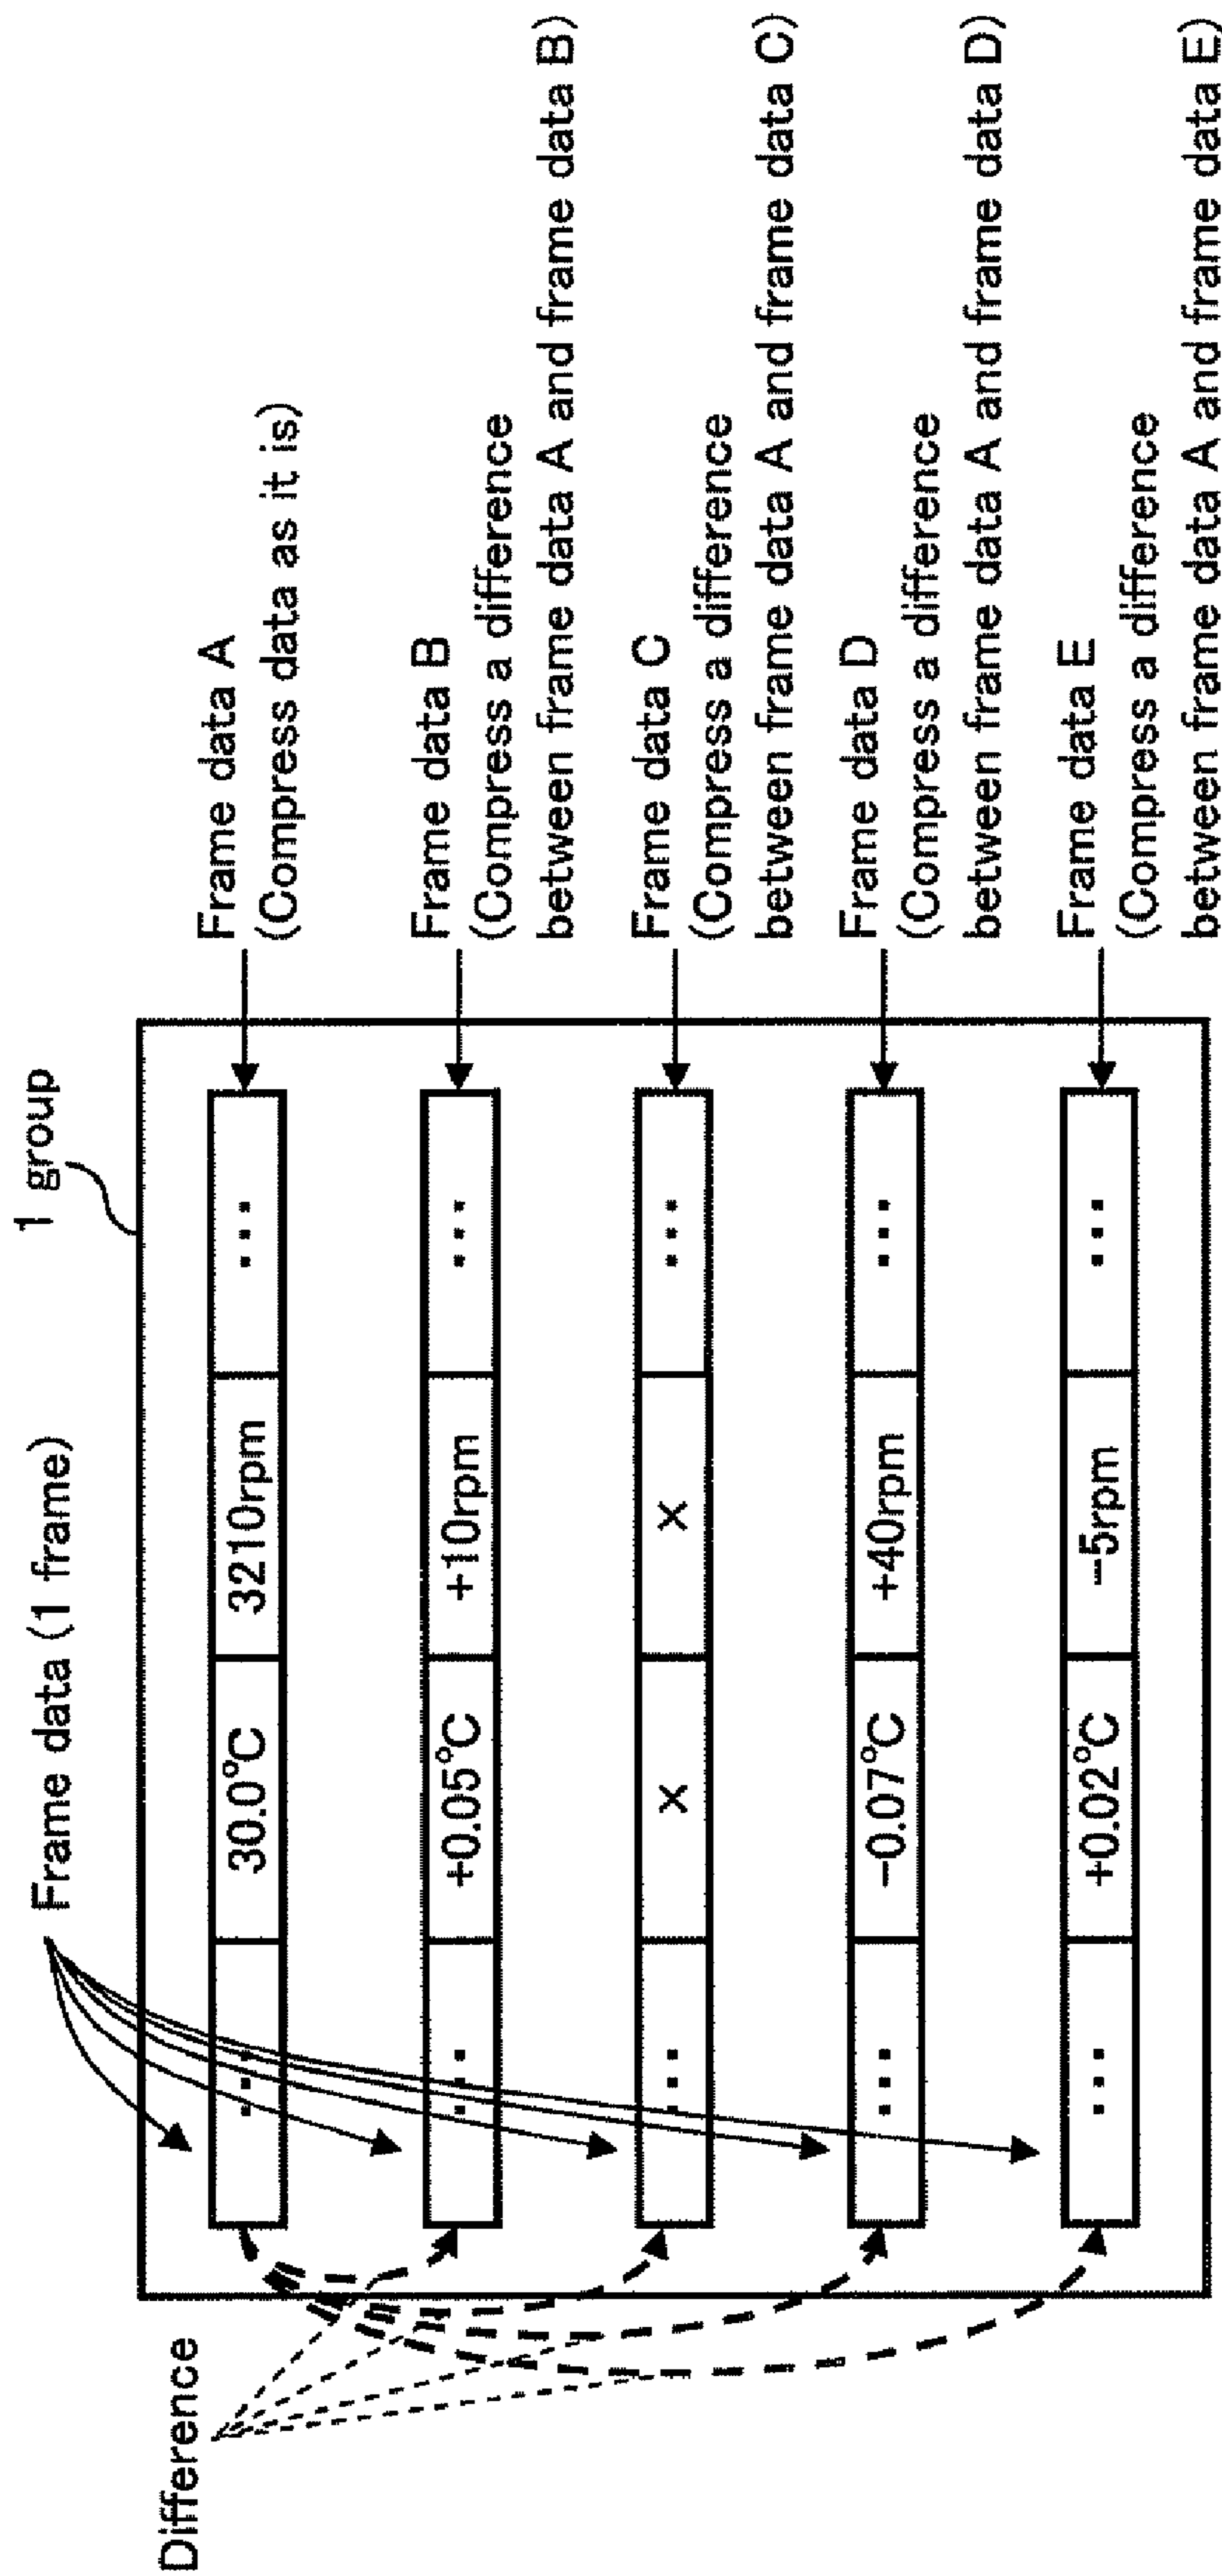 1 group
Frame data (1 frame)
Difference
... 30.0°C 3210rpm ...
Frame data A
(Compress data as it is)
... +0.05°C +10rpm ...
Frame data B
(Compress a difference
between frame data A and frame data B)
... × × ...
Frame data C
(Compress a difference
between frame data A and frame data C)
... −0.07°C +40rpm ...
Frame data D
(Compress a difference
between frame data A and frame data D)
... +0.02°C −5rpm ...
Frame data E
(Compress a difference
between frame data A and frame data E)